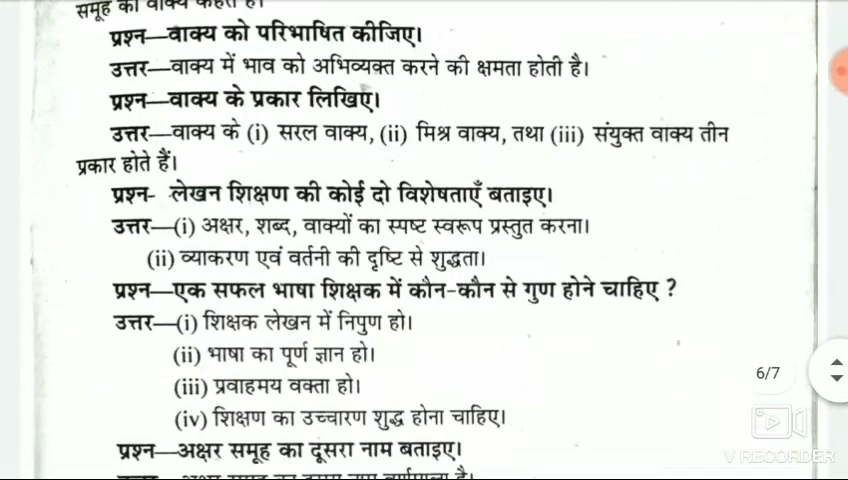 समूह को वाक्य कहते हैं।
प्रश्न—वाक्य को परिभाषित कीजिए।
उत्तर—वाक्य में भाव को अभिव्यक्त करने की क्षमता होती है।
प्रश्न—वाक्य के प्रकार लिखिए।
उत्तर—वाक्य के (i) सरल वाक्य, (ii) मिश्र वाक्य, तथा (iii) संयुक्त वाक्य तीन
प्रकार होते हैं।
प्रश्न- लेखन शिक्षण की कोई दो विशेषताएँ बताइए।
उत्तर—(i) अक्षर, शब्द, वाक्यों का स्पष्ट स्वरूप प्रस्तुत करना।
(ii) व्याकरण एवं वर्तनी की दृष्टि से शुद्धता।
प्रश्न—एक सफल भाषा शिक्षक में कौन-कौन से गुण होने चाहिए ?
उत्तर—(i) शिक्षक लेखन में निपुण हो।
(ii) भाषा का पूर्ण ज्ञान हो।
(iii) प्रवाहमय वक्ता हो।
6/7
(iv) शिक्षण का उच्चारण शुद्ध होना चाहिए।
प्रश्न—अक्षर समूह का दूसरा नाम बताइए।
V RECORDER